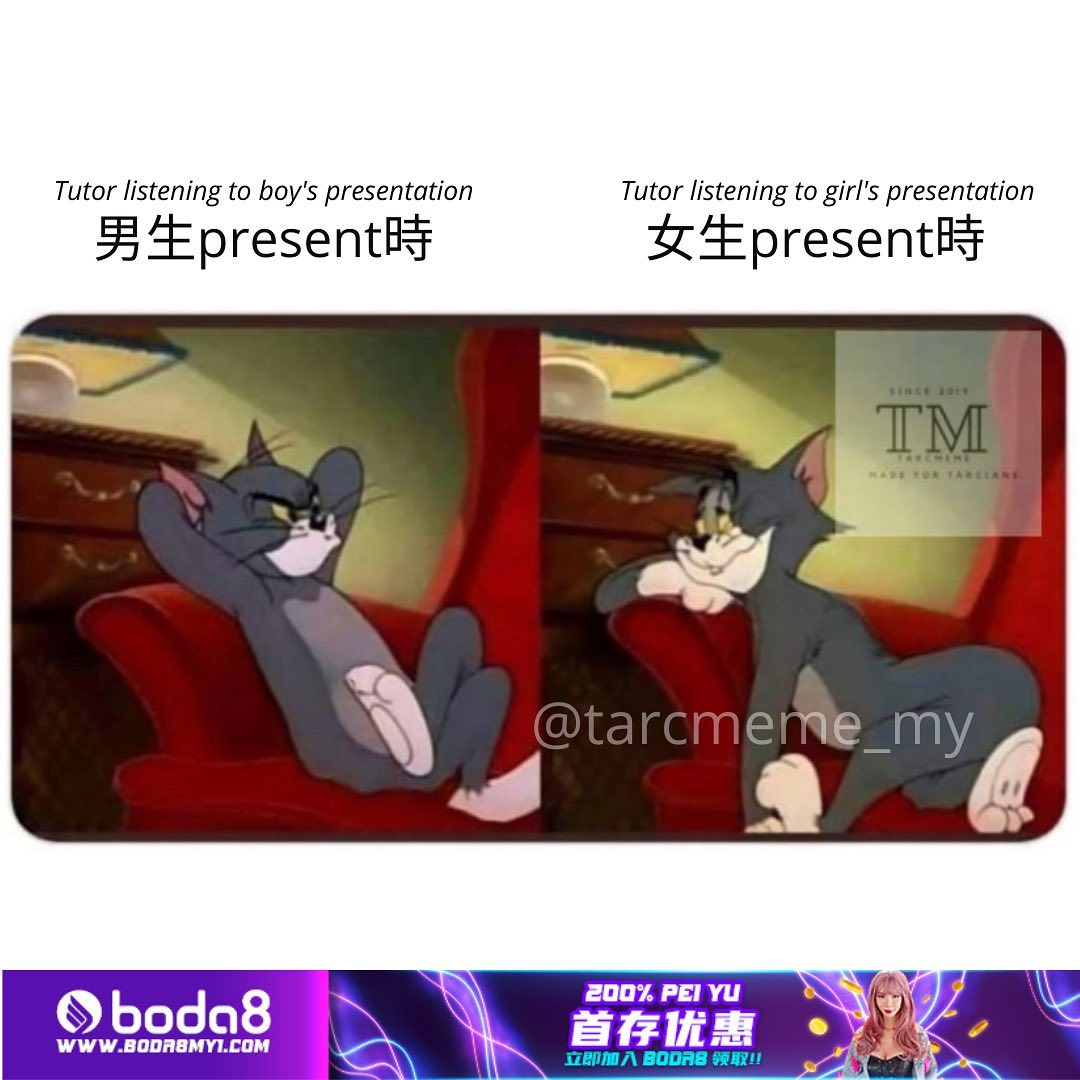 Tutor listening to boy's presentation
男生present時
Tutor listening to girl's presentation
女生present時
SINCE 2019
TM
TARCMEME
MADE FOR TARCIANS
@tarcmeme_my
boda8
WWW.BODA8MY1.COM
200% PEI YU
首存优惠
立即加入 BODA8 领取!!